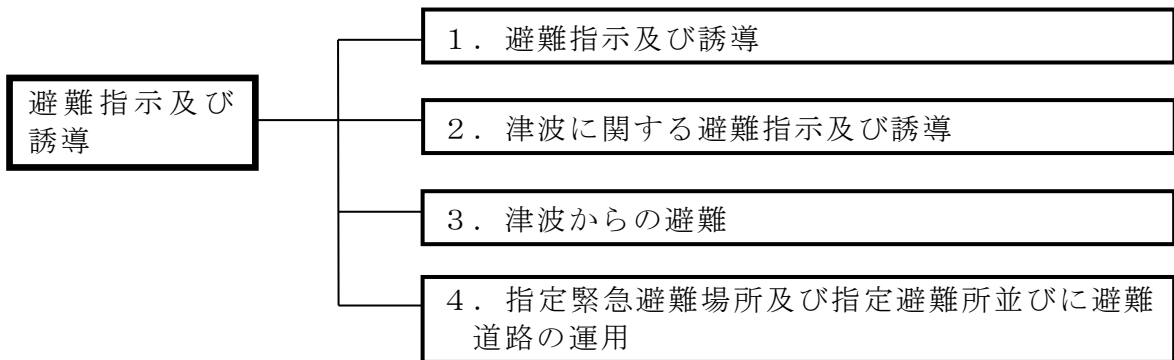 避難指示及び
誘導
１．避難指示及び誘導
２．津波に関する避難指示及び誘導
３．津波からの避難
４．指定緊急避難場所及び指定避難所並びに避難
道路の運用